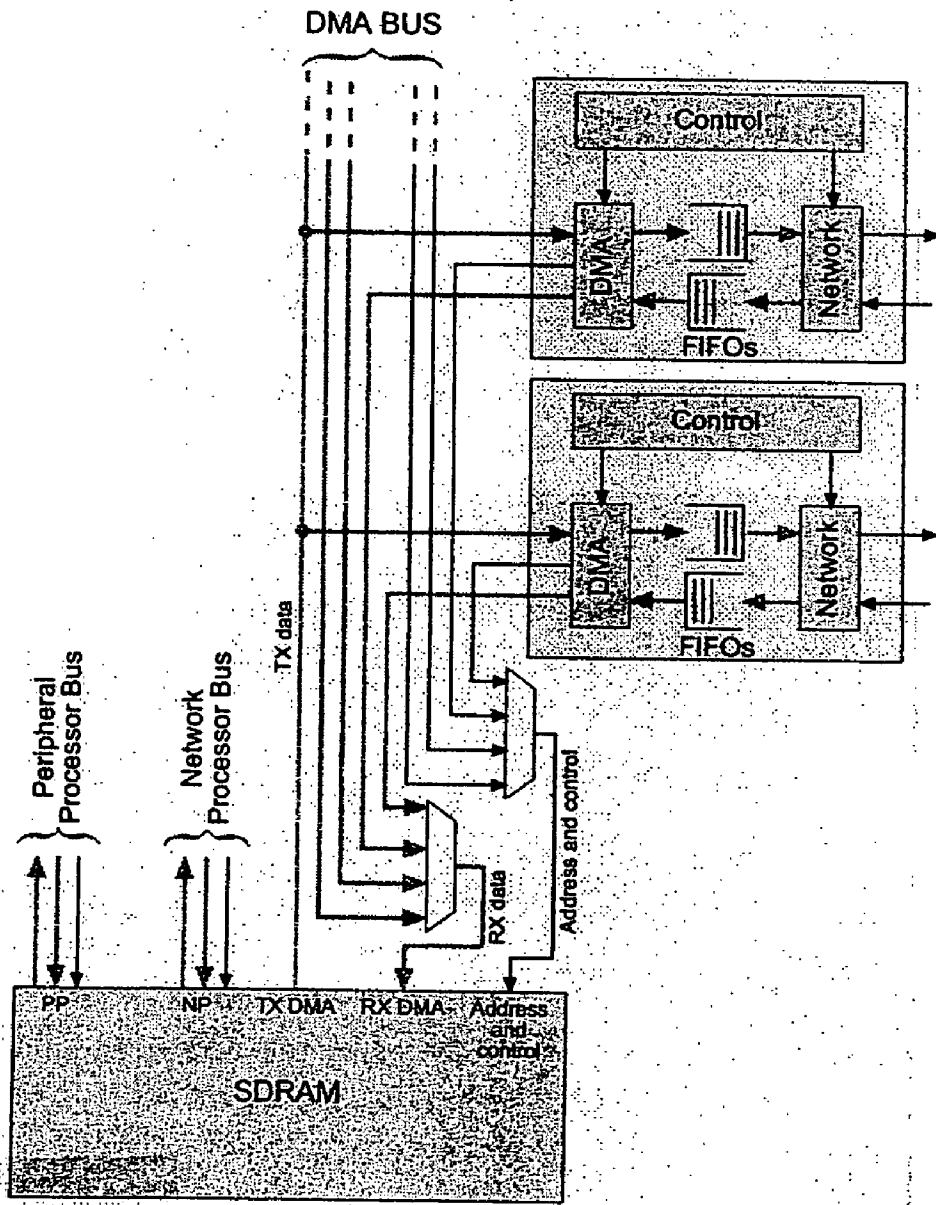 DMA BUS
Control
DMA
Network
FIFOs
Control
DMA
Network
FIFOs
TX data
Peripheral
Processor Bus
Network
Processor Bus
Address and control
RX data
PP
NP
TX DMA
RX DMA
Address
and
control
SDRAM